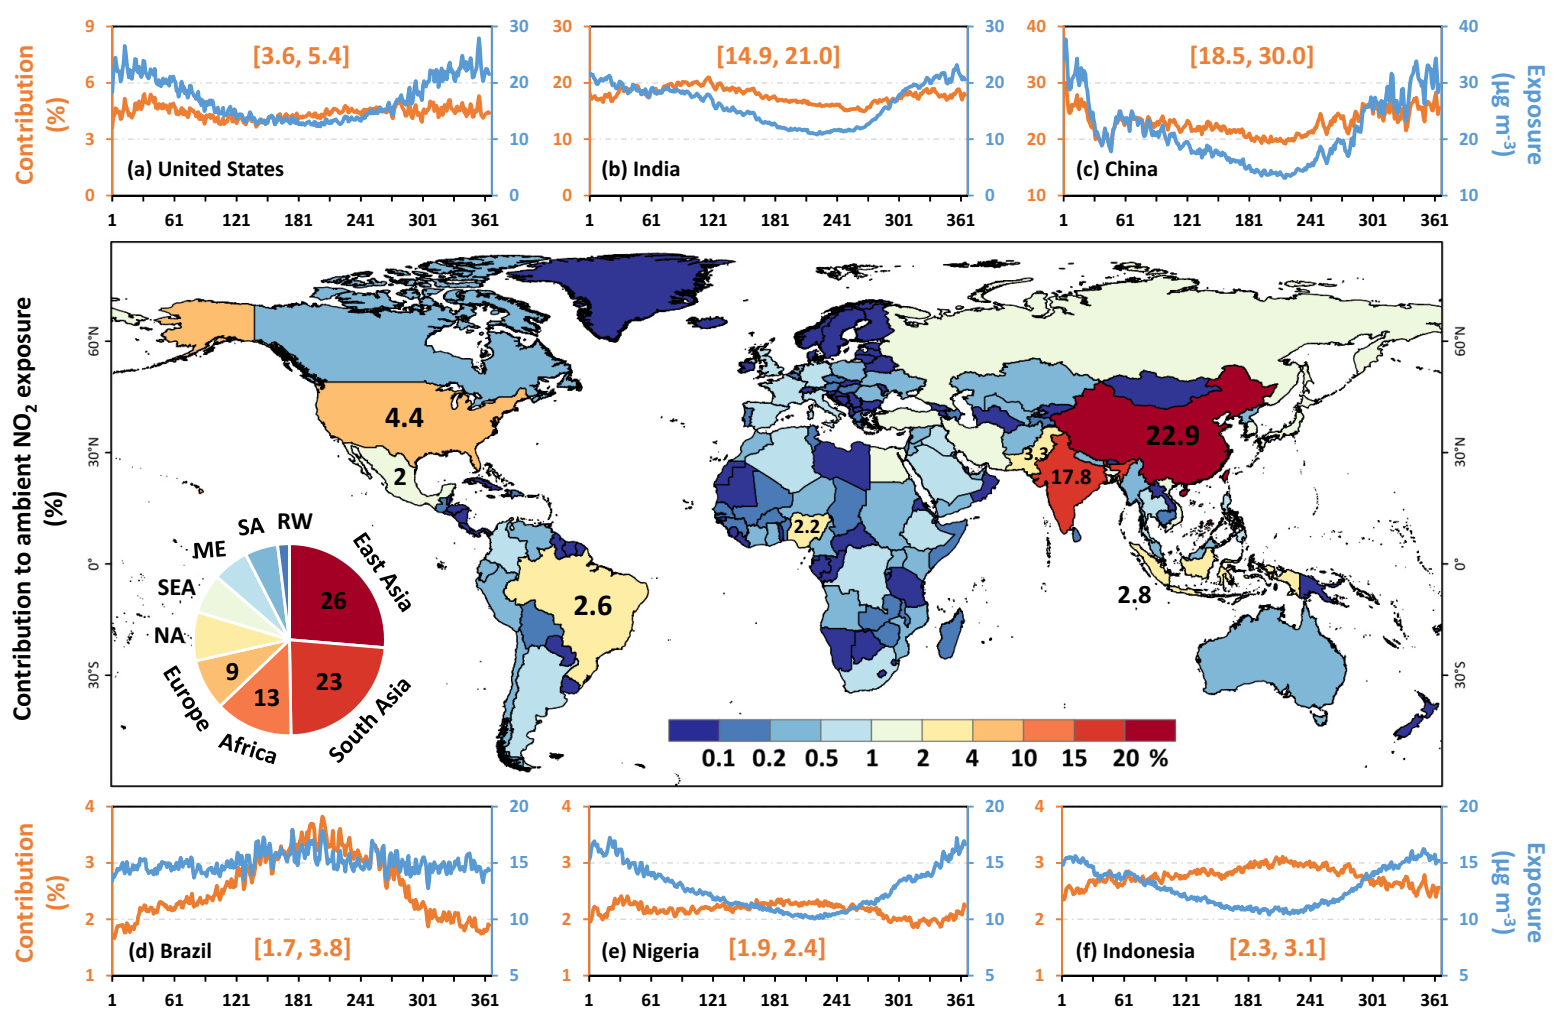 9
6
3
0
Contribution
(%)
[3.6, 5.4]
(a) United States
30
20
10
0
1 61 121 181 241 301 361
30
20
10
0
[14.9, 21.0]
(b) India
30
20
10
0
1 61 121 181 241 301 361
40
30
20
10
[18.5, 30.0]
(c) China
40
30
20
10
Exposure
(µg m-3)
1 61 121 181 241 301 361
Contribution to ambient NO2 exposure
(%)
60°N
30°N
0°
30°S
60°N
30°N
0°
30°S
4.4
2
2.6
2.2
3.3
17.8
22.9
2.8
SA RW
ME
SEA
NA
Europe
Africa
South Asia
East Asia
26
23
13
9
0.1 0.2 0.5 1 2 4 10 15 20 %
4
3
2
1
Contribution
(%)
(d) Brazil [1.7, 3.8]
20
15
10
5
1 61 121 181 241 301 361
4
3
2
1
(e) Nigeria [1.9, 2.4]
20
15
10
5
1 61 121 181 241 301 361
4
3
2
1
(f) Indonesia [2.3, 3.1]
20
15
10
5
Exposure
(µg m-3)
1 61 121 181 241 301 361